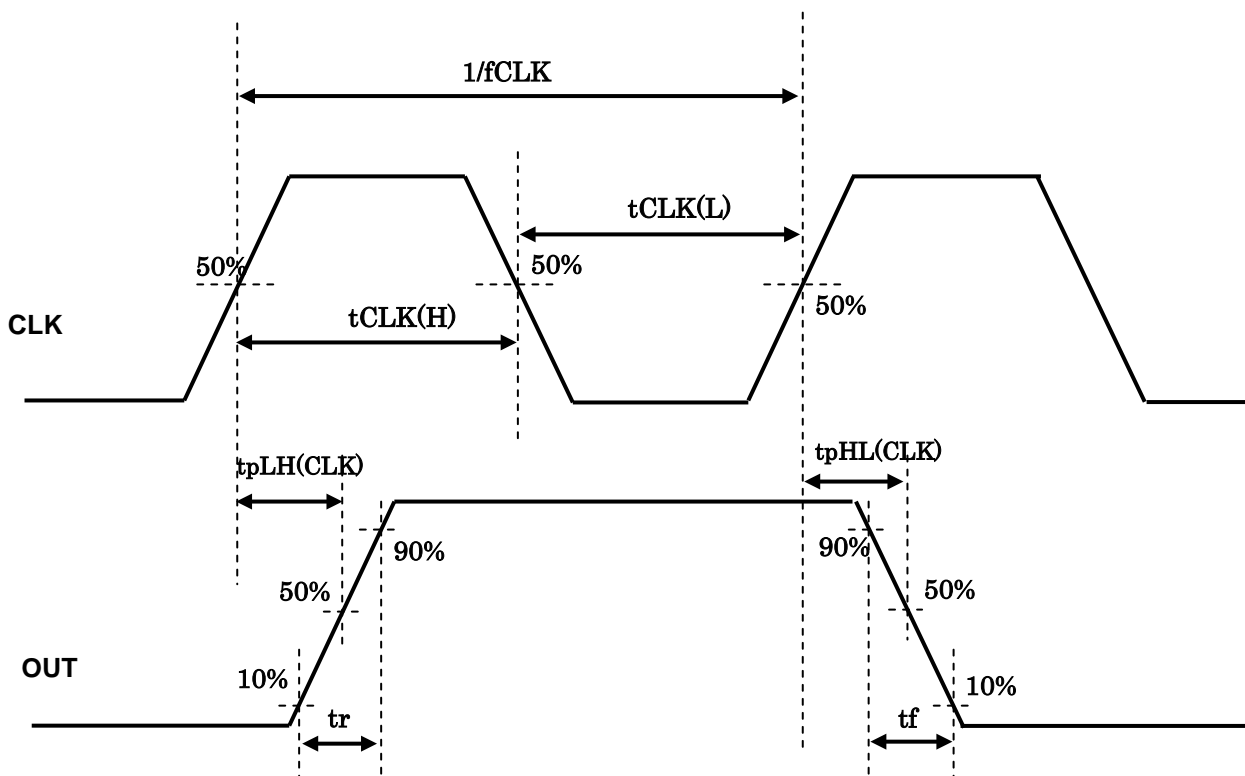 1/fCLK
tCLK(L)
50%
50%
50%
tCLK(H)
CLK
tpLH(CLK)
tpHL(CLK)
90%
90%
50%
50%
OUT
10%
10%
tr
tf